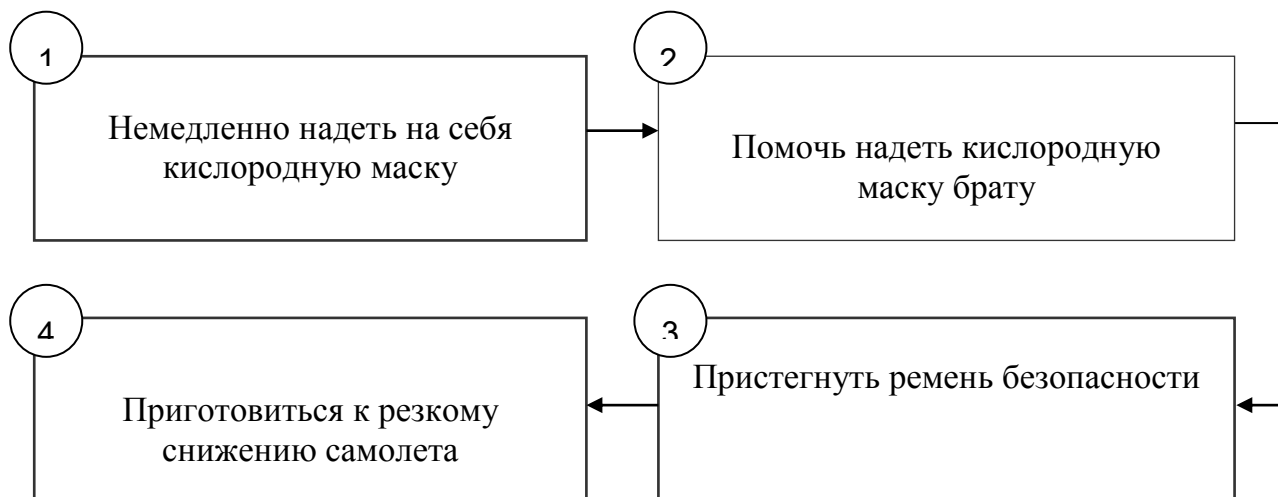 1
Немедленно надеть на себя
кислородную маску
2
Помочь надеть кислородную
маску брату
3
Пристегнуть ремень безопасности
4
Приготовиться к резкому
снижению самолета